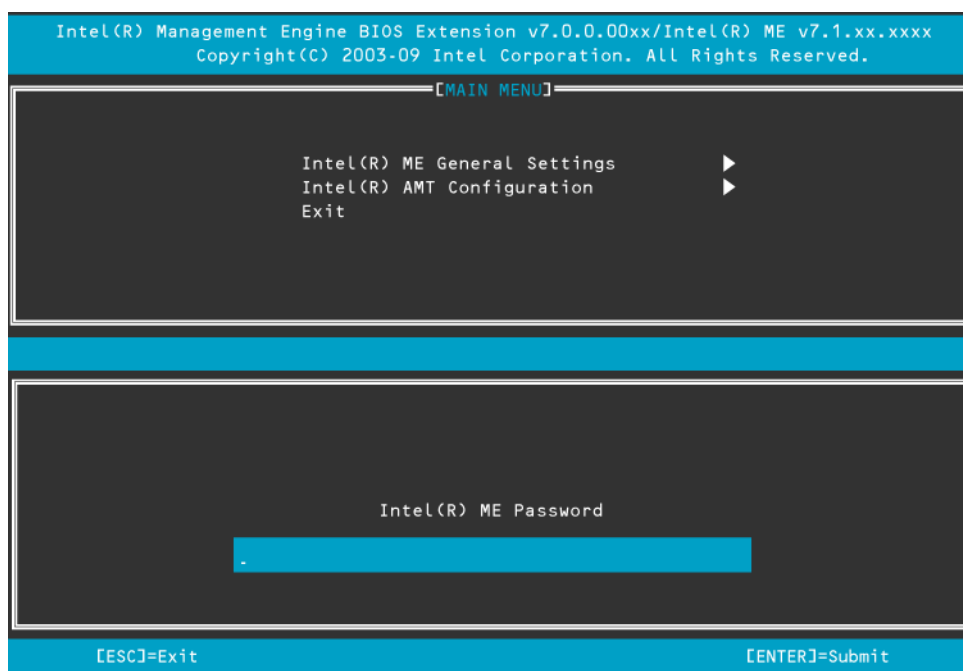 Intel(R) Management Engine BIOS Extension v7.0.0.00xx/Intel(R) ME v7.1.xx.xxxx
Copyright(C) 2003-09 Intel Corporation. All Rights Reserved.
[MAIN MENU]
Intel(R) ME General Settings ▶
Intel(R) AMT Configuration ▶
Exit
Intel(R) ME Password
[ESC]=Exit [ENTER]=Submit